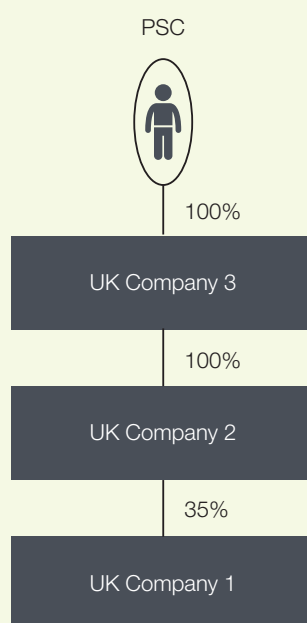 PSC
100%
UK Company 3
100%
UK Company 2
35%
UK Company 1